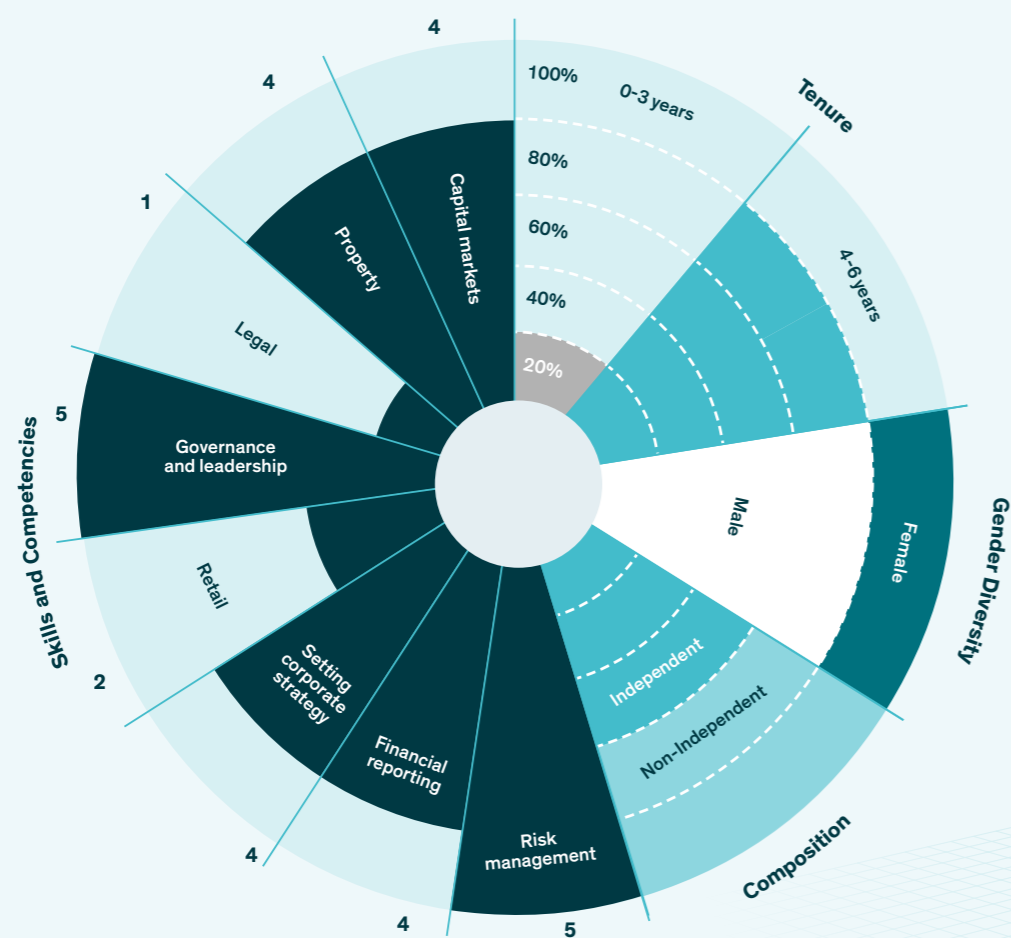 4
4
1
5
2
4
4
5
100%
80%
60%
40%
20%
0-3 years
Tenure
4-6 years
Gender Diversity
Male
Female
Composition
Independent
Non-Independent
Skills and Competencies
Capital markets
Property
Legal
Governance
and leadership
Retail
Setting
corporate
strategy
Financial
reporting
Risk
management